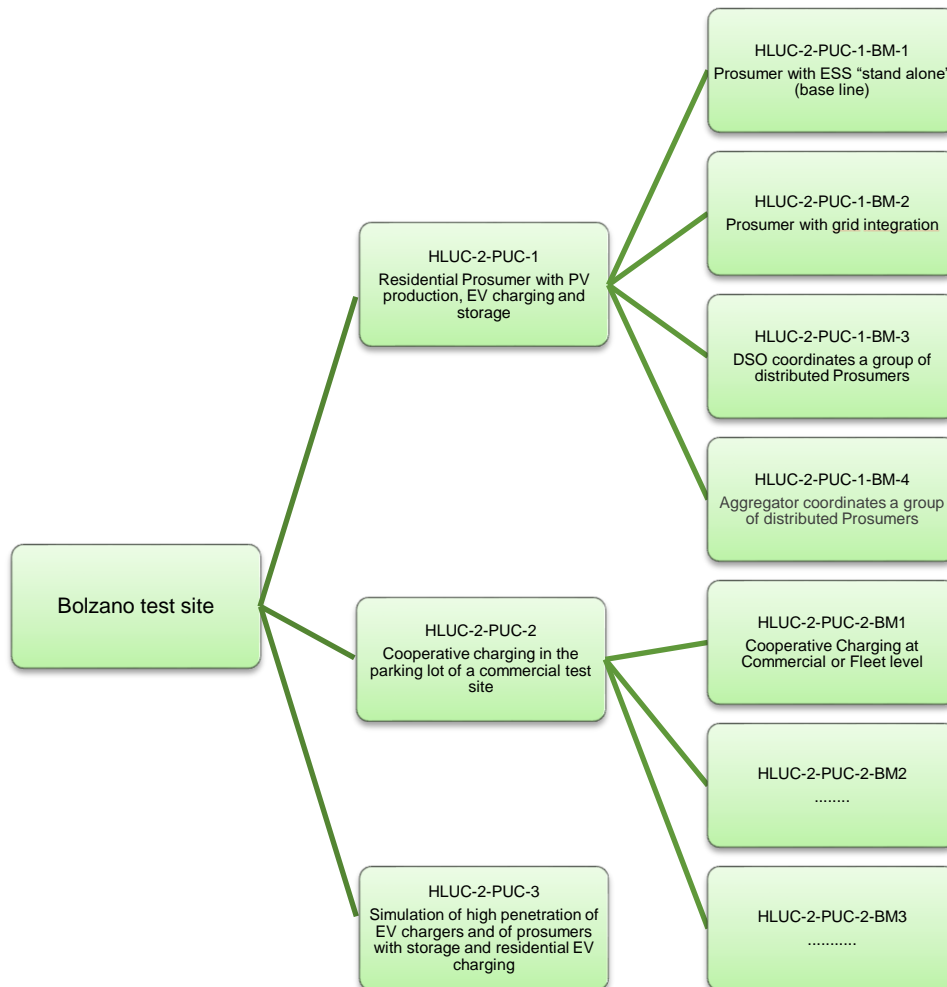 Bolzano test site
HLUC-2-PUC-1
Residential Prosumer with PV
production, EV charging and
storage
HLUC-2-PUC-1-BM-1
Prosumer with ESS “stand alone”
(base line)
HLUC-2-PUC-1-BM-2
Prosumer with grid integration
HLUC-2-PUC-1-BM-3
DSO coordinates a group of
distributed Prosumers
HLUC-2-PUC-1-BM-4
Aggregator coordinates a group
of distributed Prosumers
HLUC-2-PUC-2
Cooperative charging in the
parking lot of a commercial test
site
HLUC-2-PUC-2-BM1
Cooperative Charging at
Commercial or Fleet level
HLUC-2-PUC-2-BM2
........
HLUC-2-PUC-2-BM3
...........
HLUC-2-PUC-3
Simulation of high penetration of
EV chargers and of prosumers
with storage and residential EV
charging